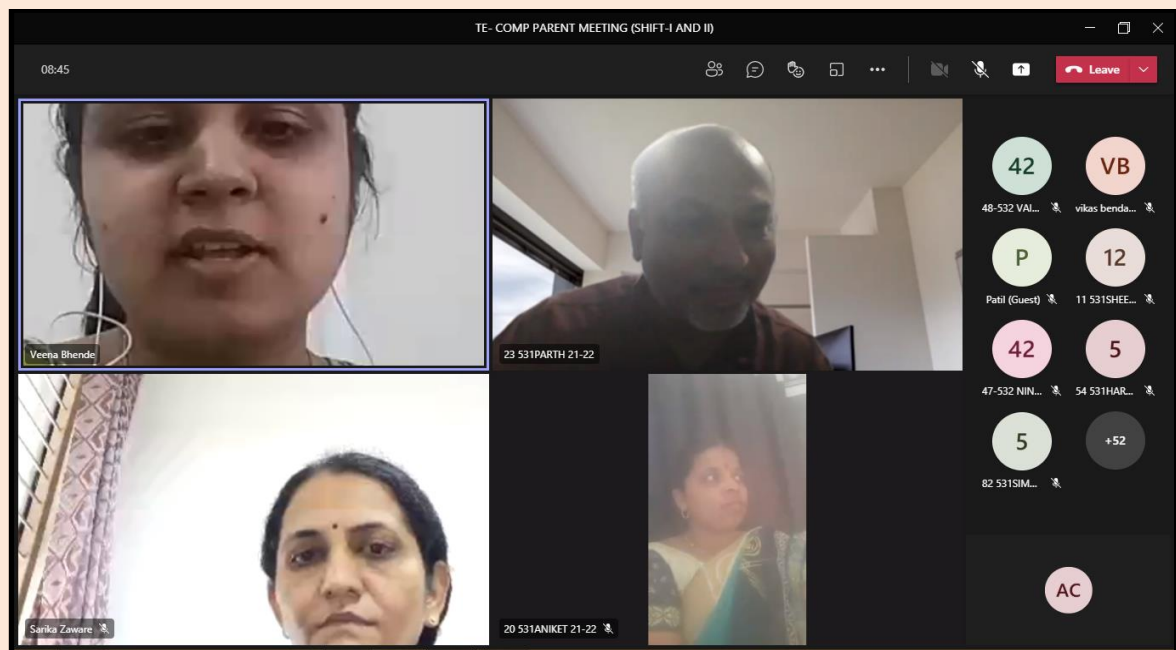 TE- COMP PARENT MEETING (SHIFT-I AND II)
08:45
Leave
Veena Bhende
23 531PARTH 21-22
Sarika Zaware
20 531ANIKET 21-22
42
48-532 VAI...
VB
vikas benda...
P
Patil (Guest)
12
11 531SHEE...
42
47-532 NIN...
5
54 531HAR...
5
82 531SIM...
+52
AC